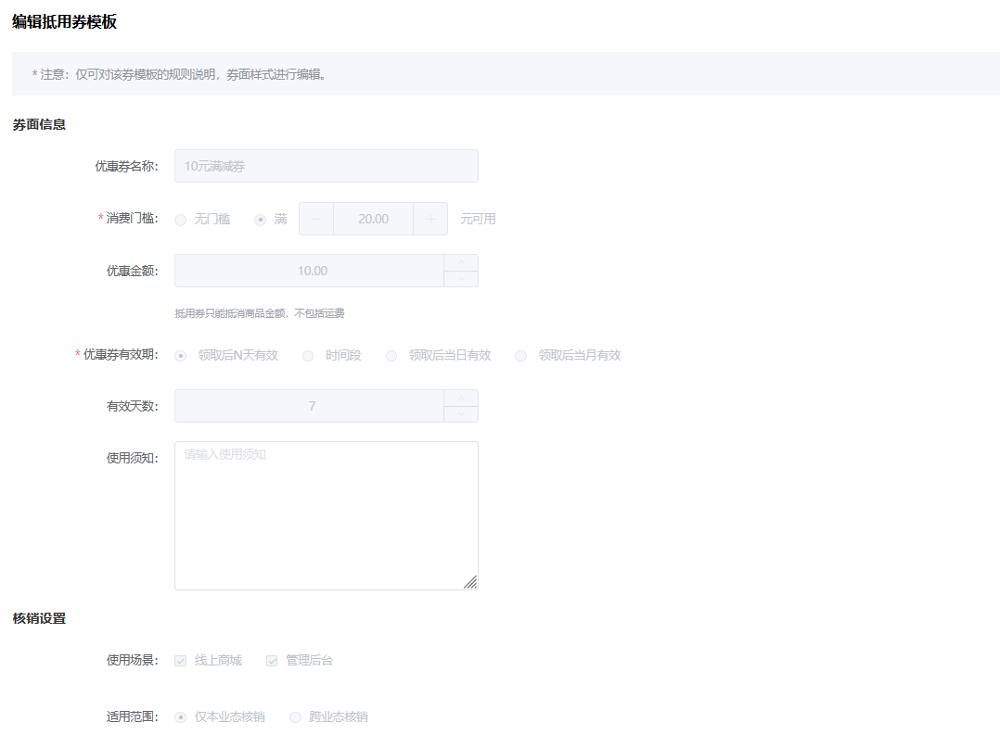 编辑抵用券模板
* 注意：仅可对该券模板的规则说明，券面样式进行编辑。
券面信息
优惠券名称： 10元满减券
* 消费门槛： 无门槛 满 20.00 元可用
优惠金额： 10.00
抵用券只能抵消商品金额，不包括运费
* 优惠券有效期： 领取后N天有效 时间段 领取后当日有效 领取后当月有效
有效天数： 7
使用须知： 请输入使用须知
核销设置
使用场景： 线上商城 管理后台
适用范围： 仅本业态核销 跨业态核销